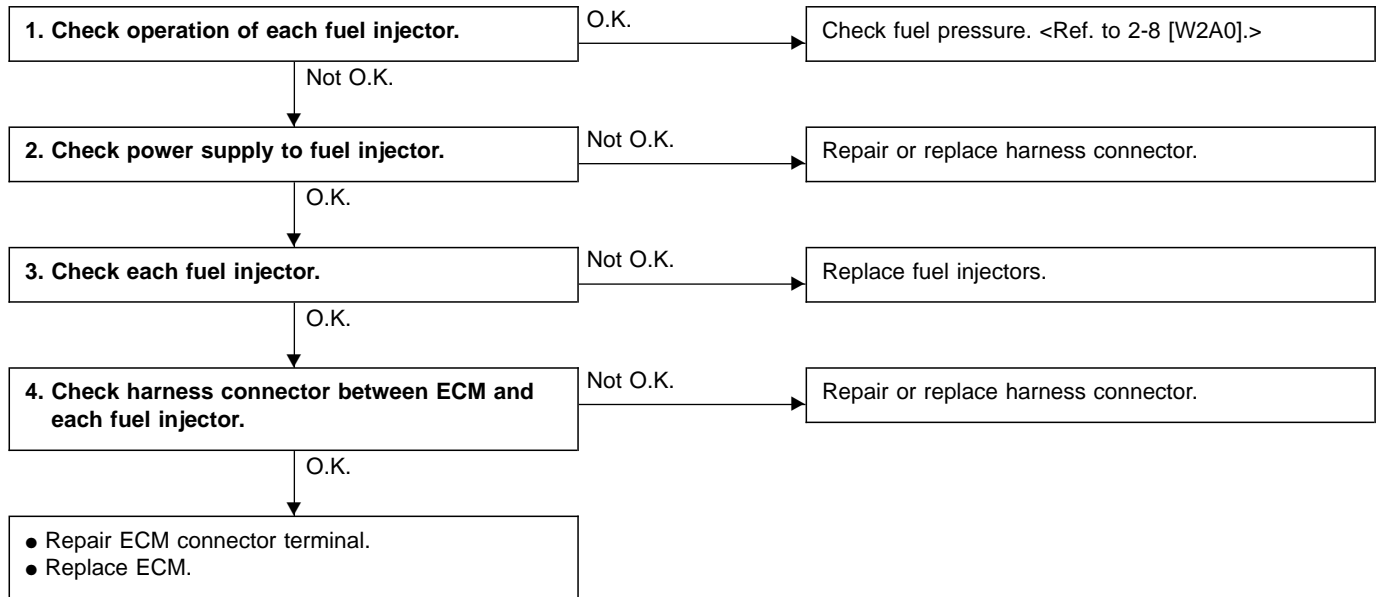 1. Check operation of each fuel injector.
O.K.
Check fuel pressure. <Ref. to 2-8 [W2A0].>
Not O.K.
2. Check power supply to fuel injector.
Not O.K.
Repair or replace harness connector.
O.K.
3. Check each fuel injector.
Not O.K.
Replace fuel injectors.
O.K.
4. Check harness connector between ECM and
each fuel injector.
Not O.K.
Repair or replace harness connector.
O.K.
● Repair ECM connector terminal.
● Replace ECM.